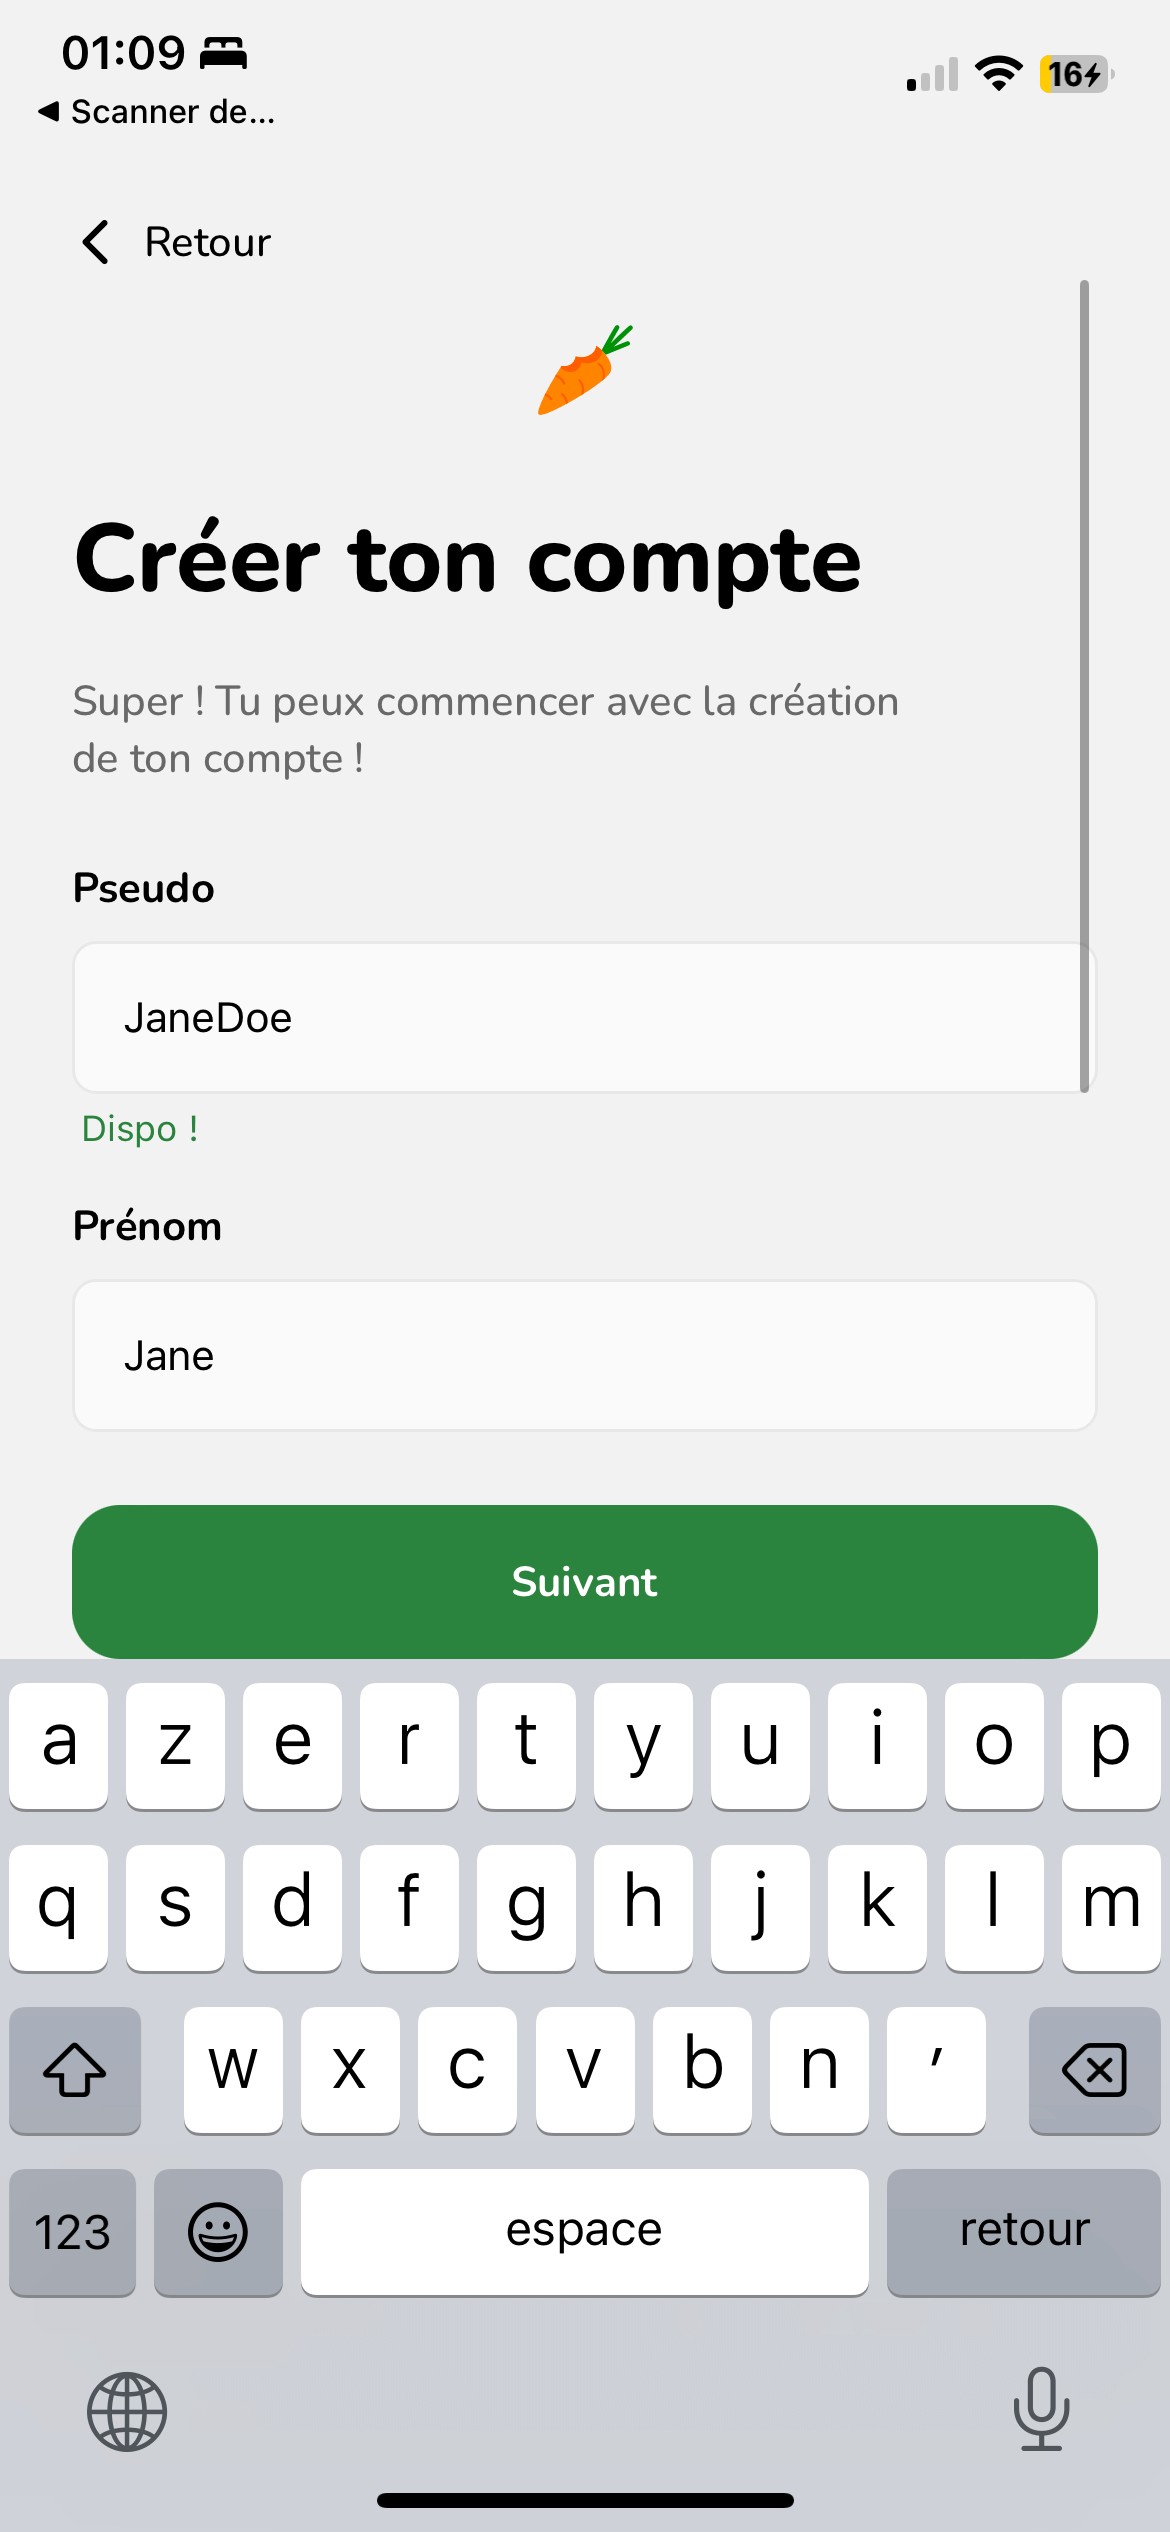 01:09
16
Scanner de...
Retour
Créer ton compte
Super ! Tu peux commencer avec la création
de ton compte !
Pseudo
JaneDoe
Dispo !
Prénom
Jane
Suivant
a z e r t y u i o p
q s d f g h j k l m
w x c v b n ’
123 espace retour